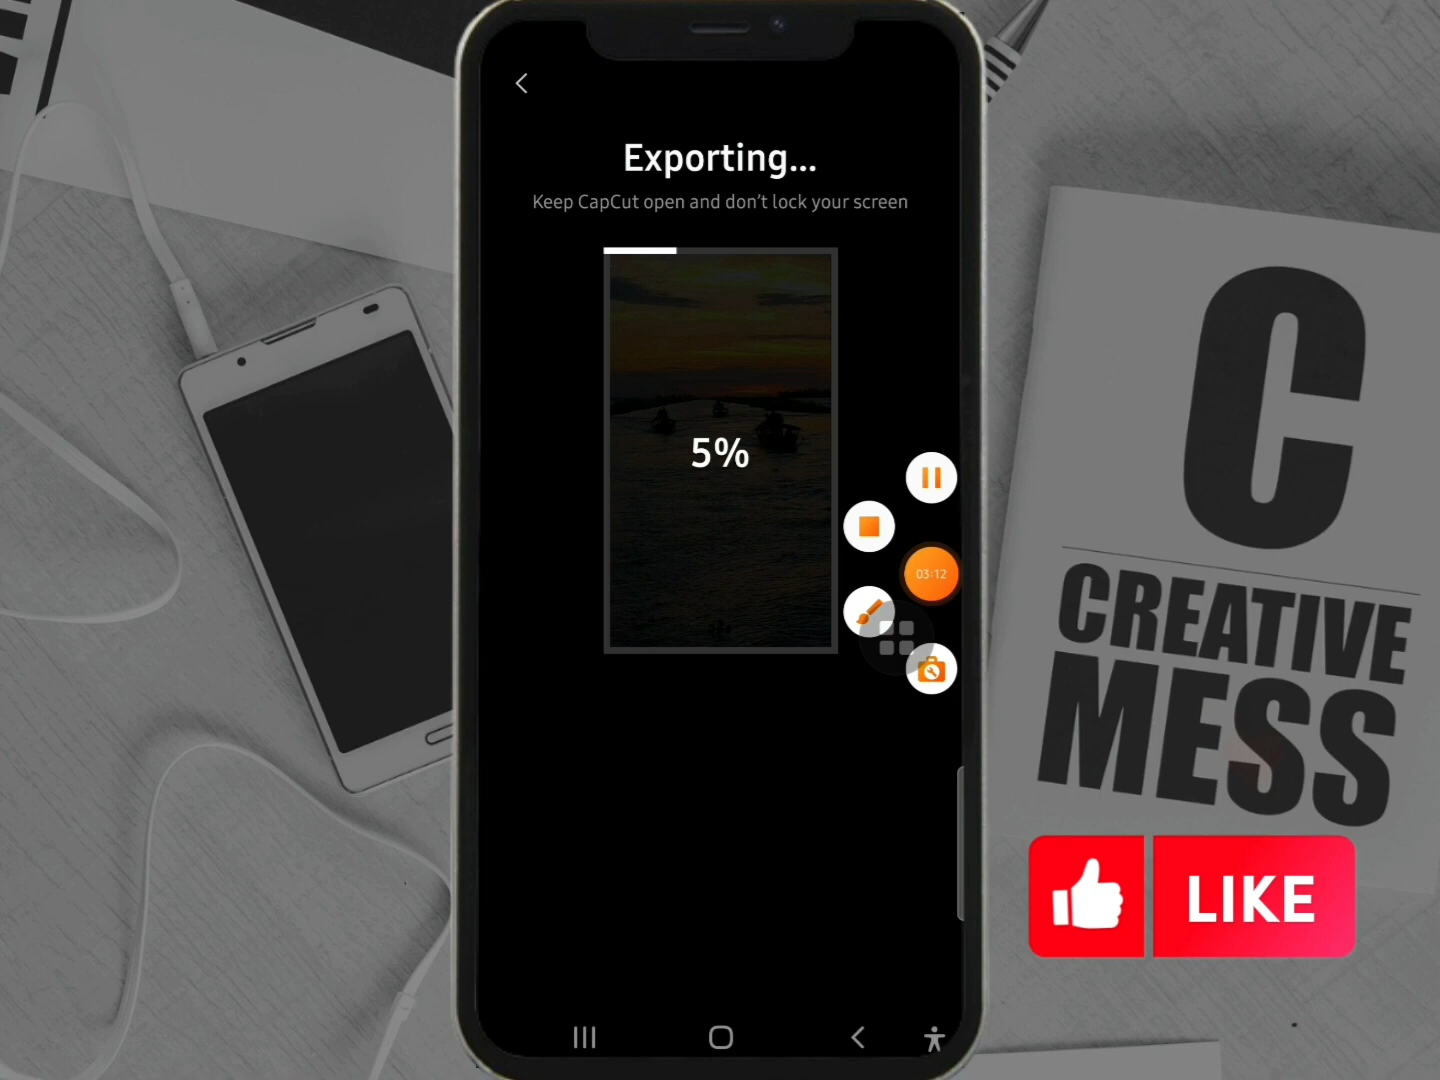 Exporting...
Keep CapCut open and don't lock your screen
5%
03:12
C
CREATIVE
MESS
LIKE